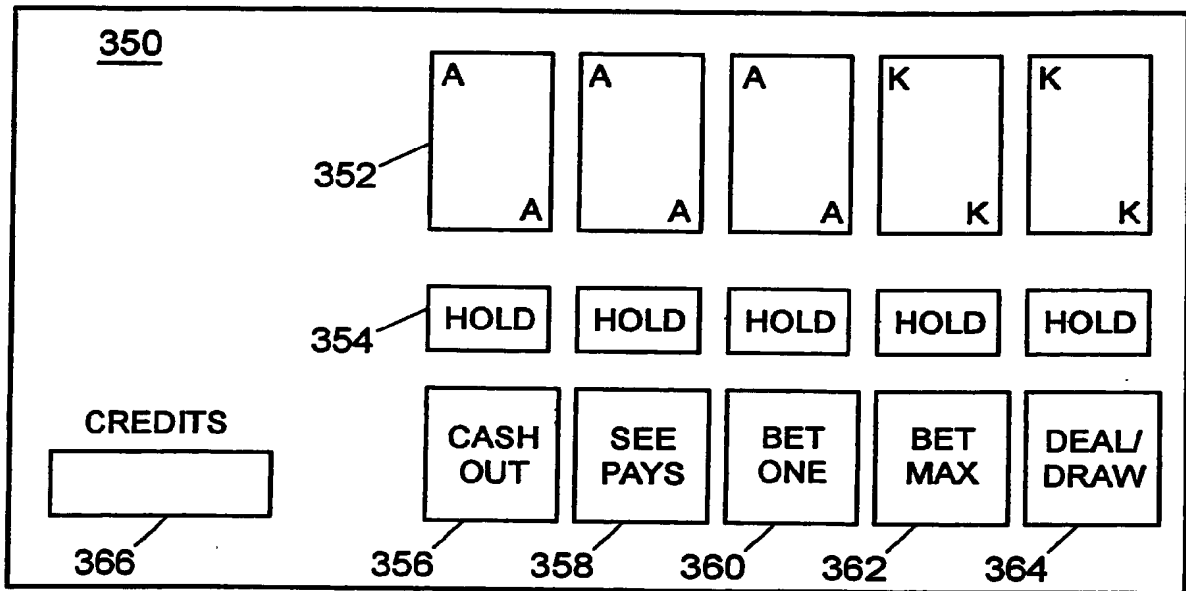 350
A A A K K
A A A K K
352
HOLD HOLD HOLD HOLD HOLD
354
CREDITS
CASH OUT
SEE PAYS
BET ONE
BET MAX
DEAL/ DRAW
366 356 358 360 362 364